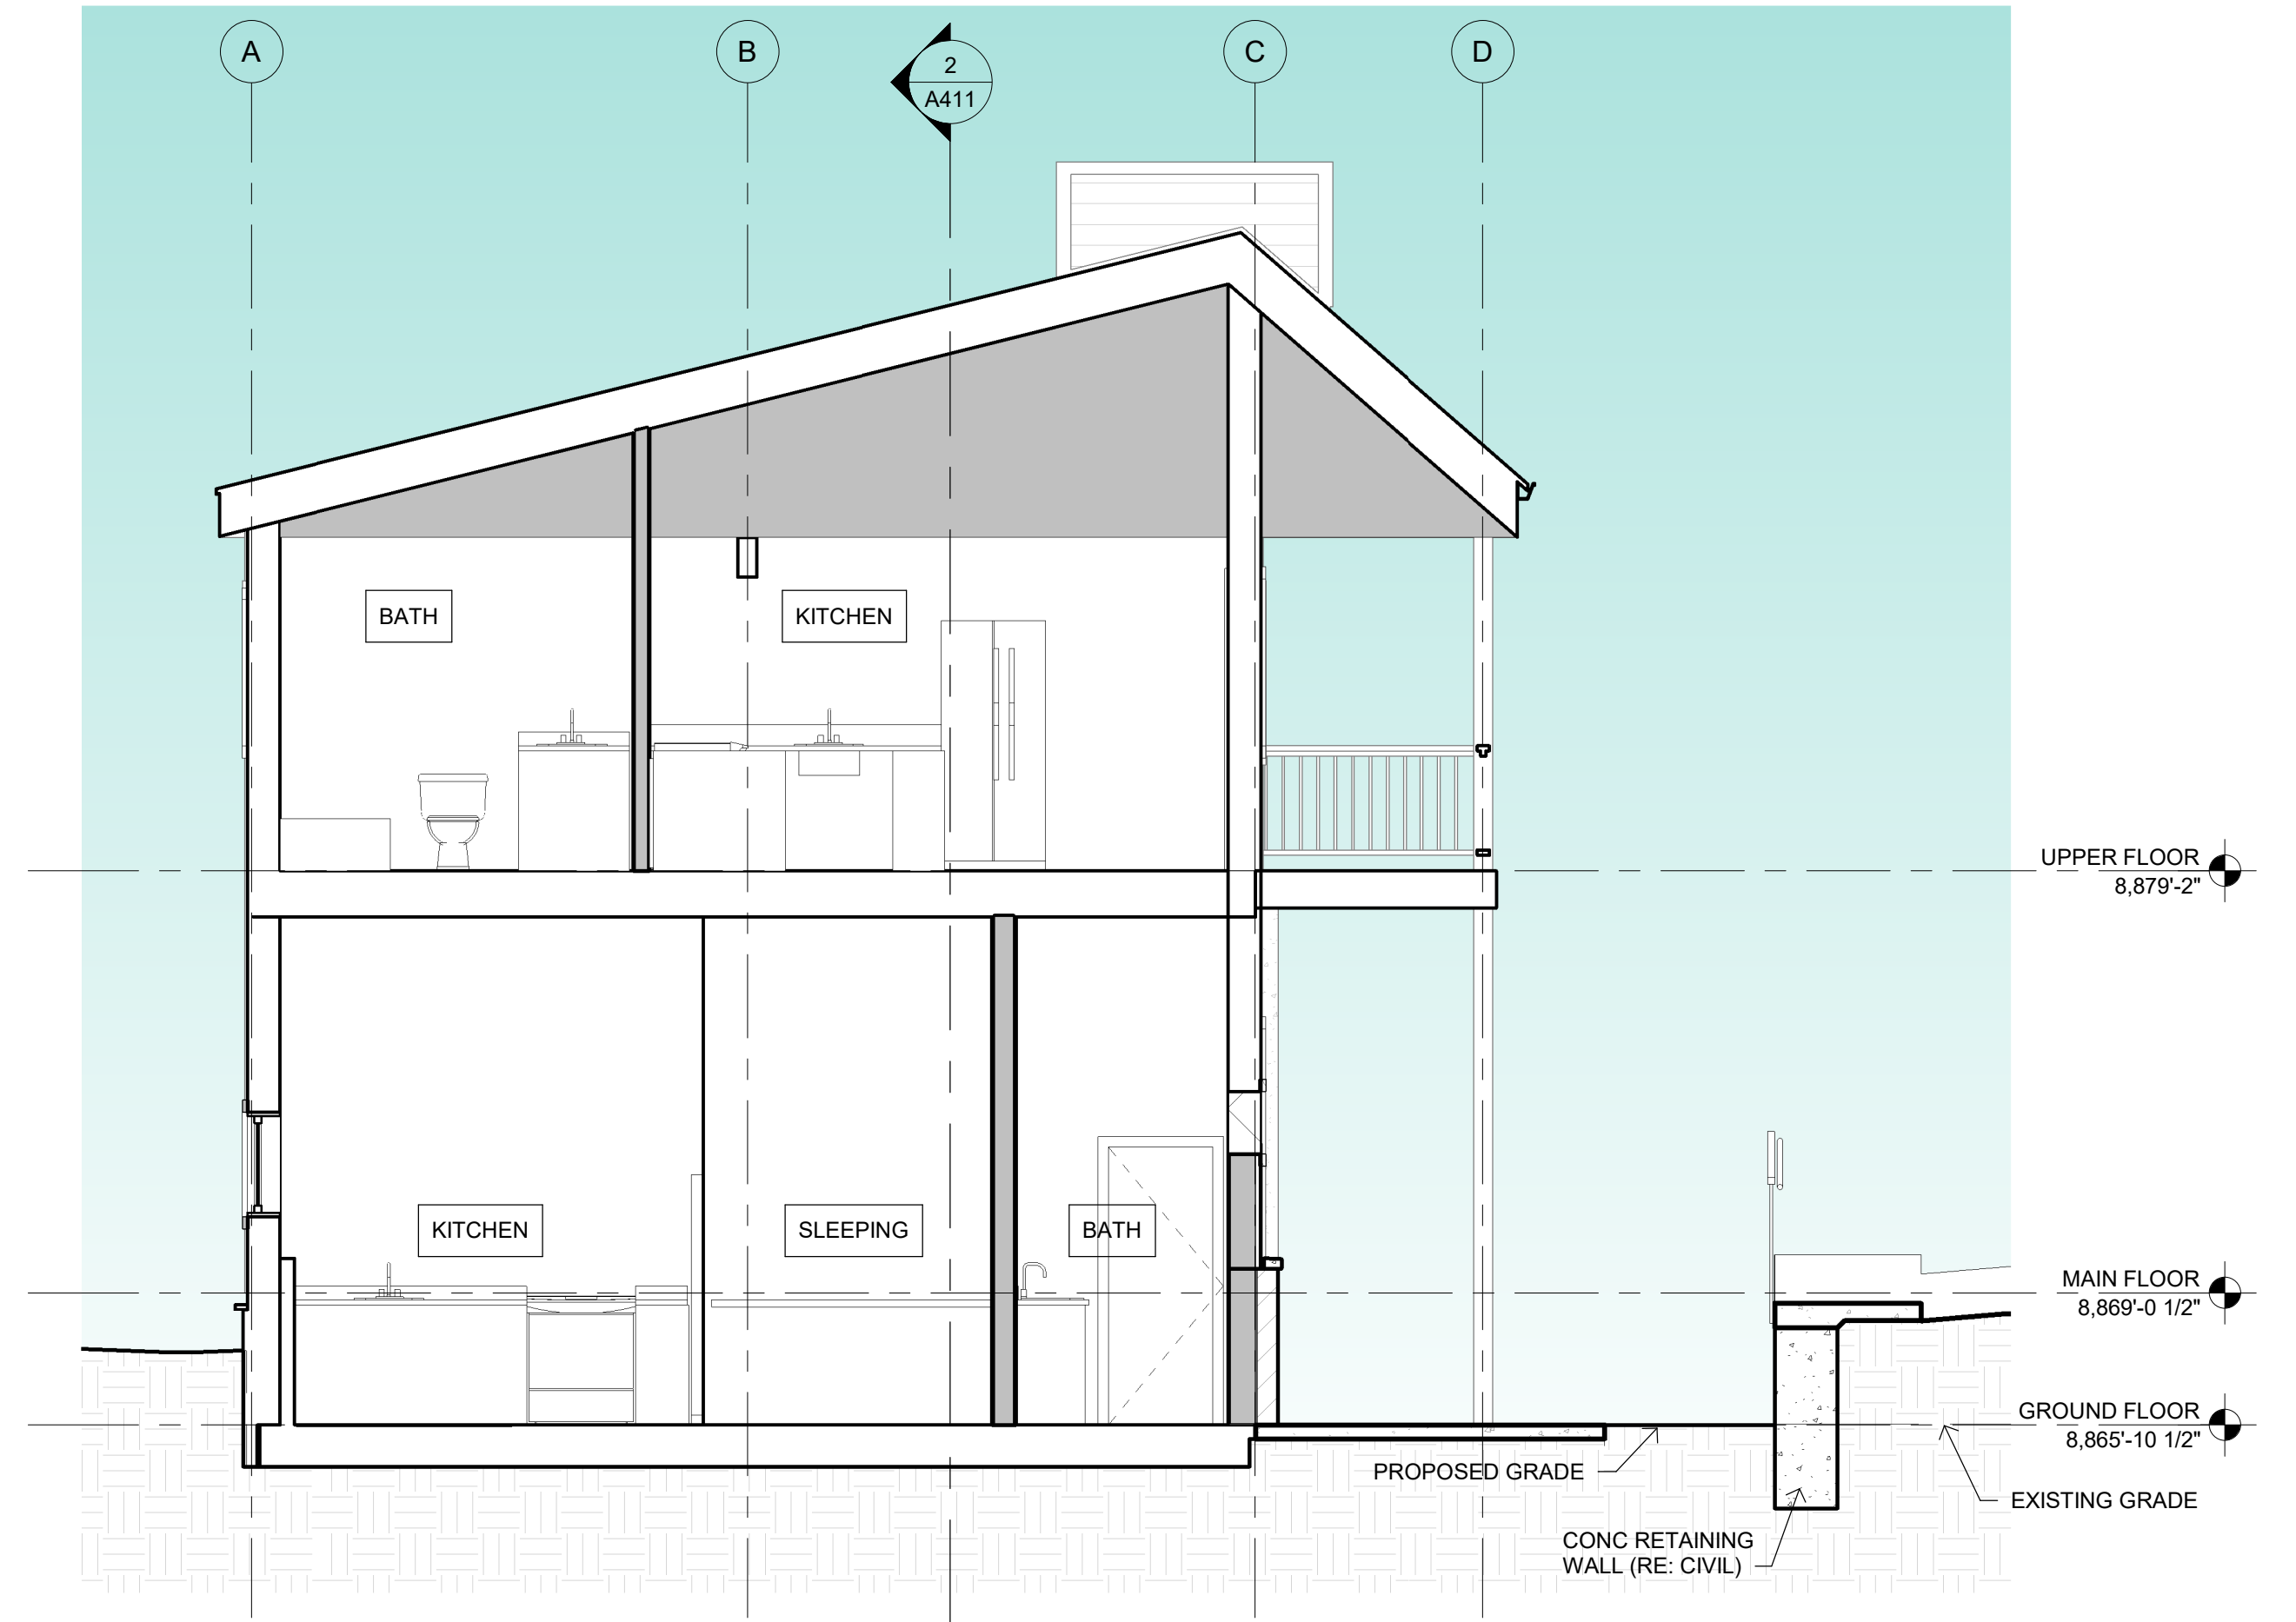 A
B
2
A411
C
D
BATH
KITCHEN
UPPER FLOOR
8,879'-2"
KITCHEN
SLEEPING
BATH
MAIN FLOOR
8,869'-0 1/2"
GROUND FLOOR
8,865'-10 1/2"
PROPOSED GRADE
EXISTING GRADE
CONC RETAINING
WALL (RE: CIVIL)